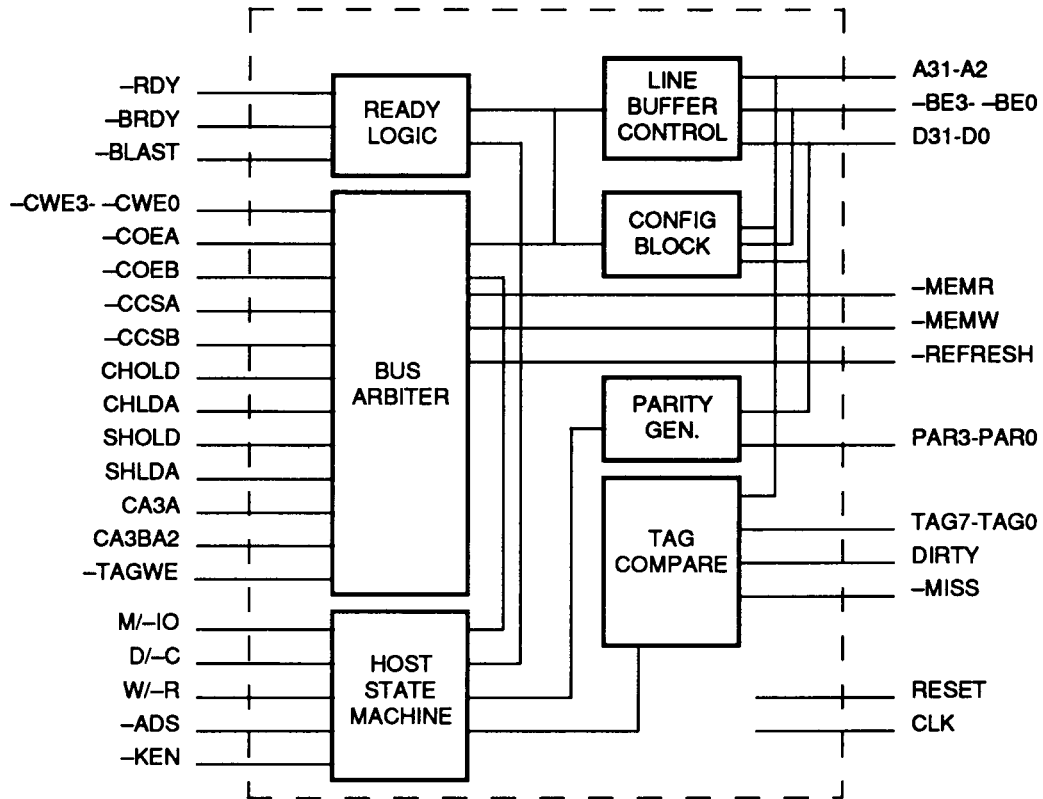 –RDY
–BRDY
–BLAST
–CWE3- –CWE0
–COEA
–COEB
–CCSA
–CCSB
CHOLD
CHLDA
SHOLD
SHLDA
CA3A
CA3BA2
–TAGWE
M/–IO
D/–C
W/–R
–ADS
–KEN
READY
LOGIC
BUS
ARBITER
HOST
STATE
MACHINE
LINE
BUFFER
CONTROL
CONFIG
BLOCK
PARITY
GEN.
TAG
COMPARE
A31-A2
–BE3- –BE0
D31-D0
–MEMR
–MEMW
–REFRESH
PAR3-PAR0
TAG7-TAG0
DIRTY
–MISS
RESET
CLK